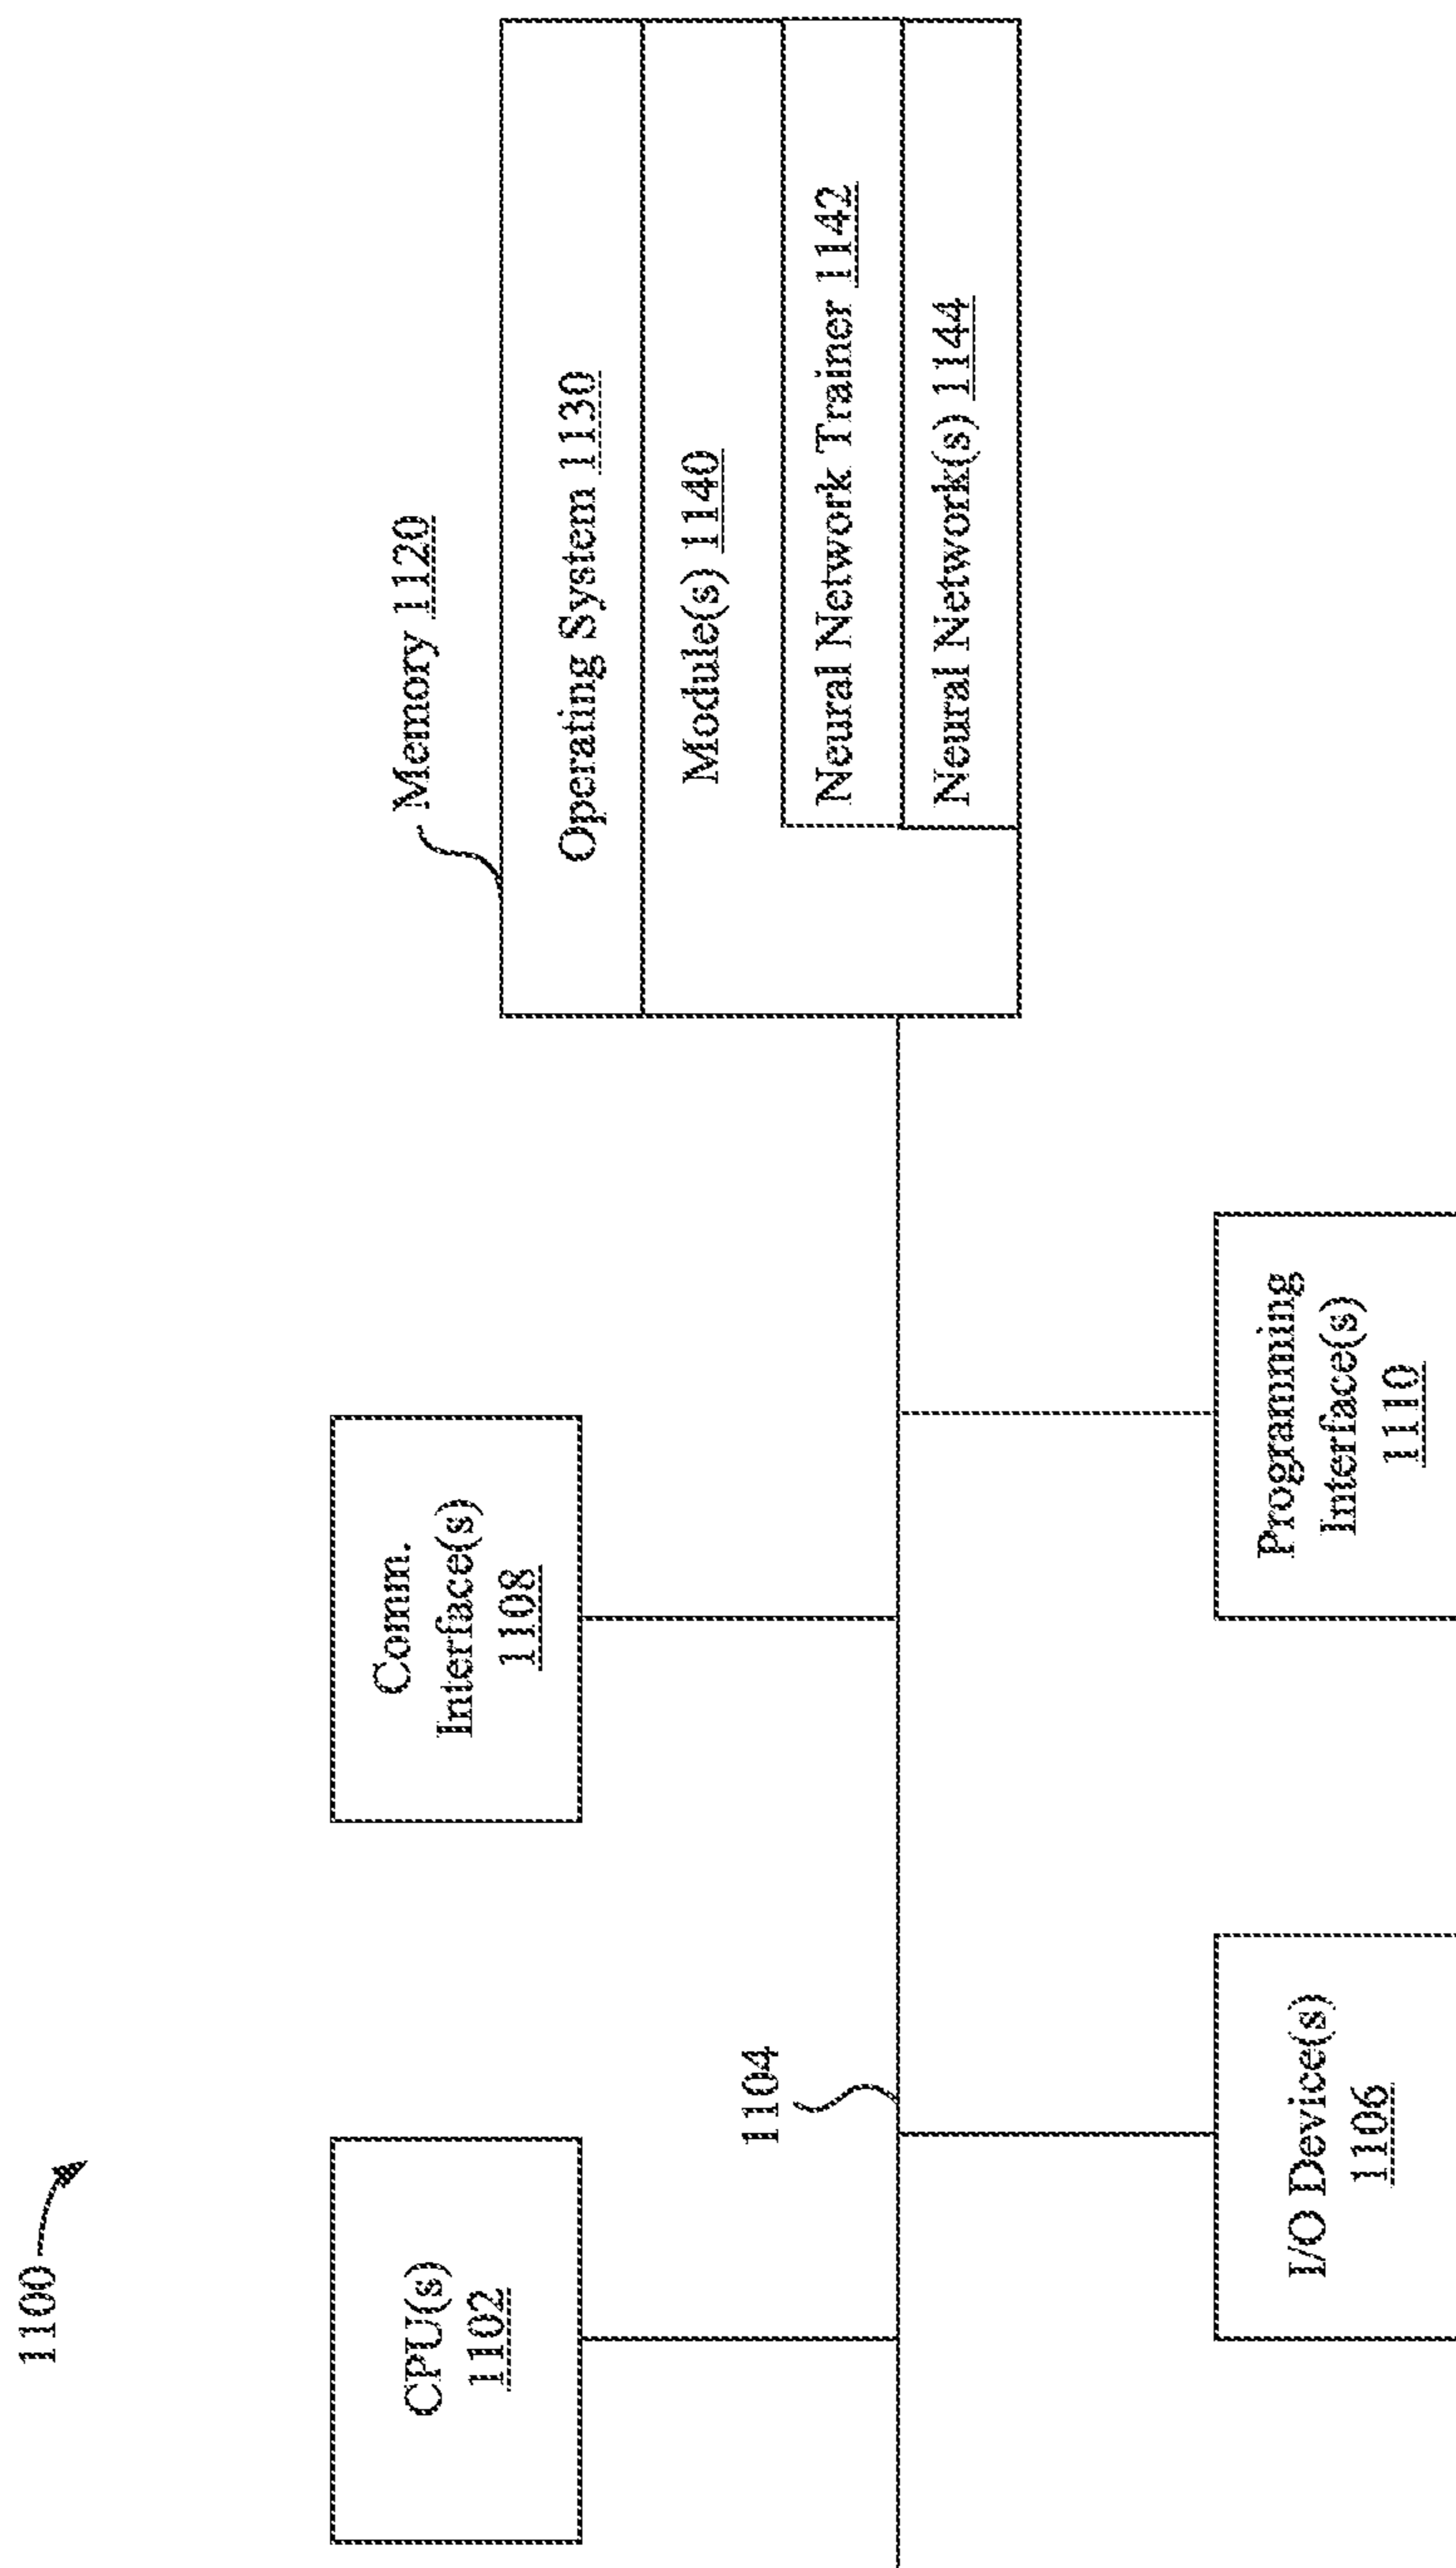 1100
CPU(s)
1102
Comm.
Interface(s)
1108
Memory 1120
Operating System 1130
Module(s) 1140
Neural Network Trainer 1142
Neural Network(s) 1144
1104
I/O Device(s)
1106
Programming
Interface(s)
1110